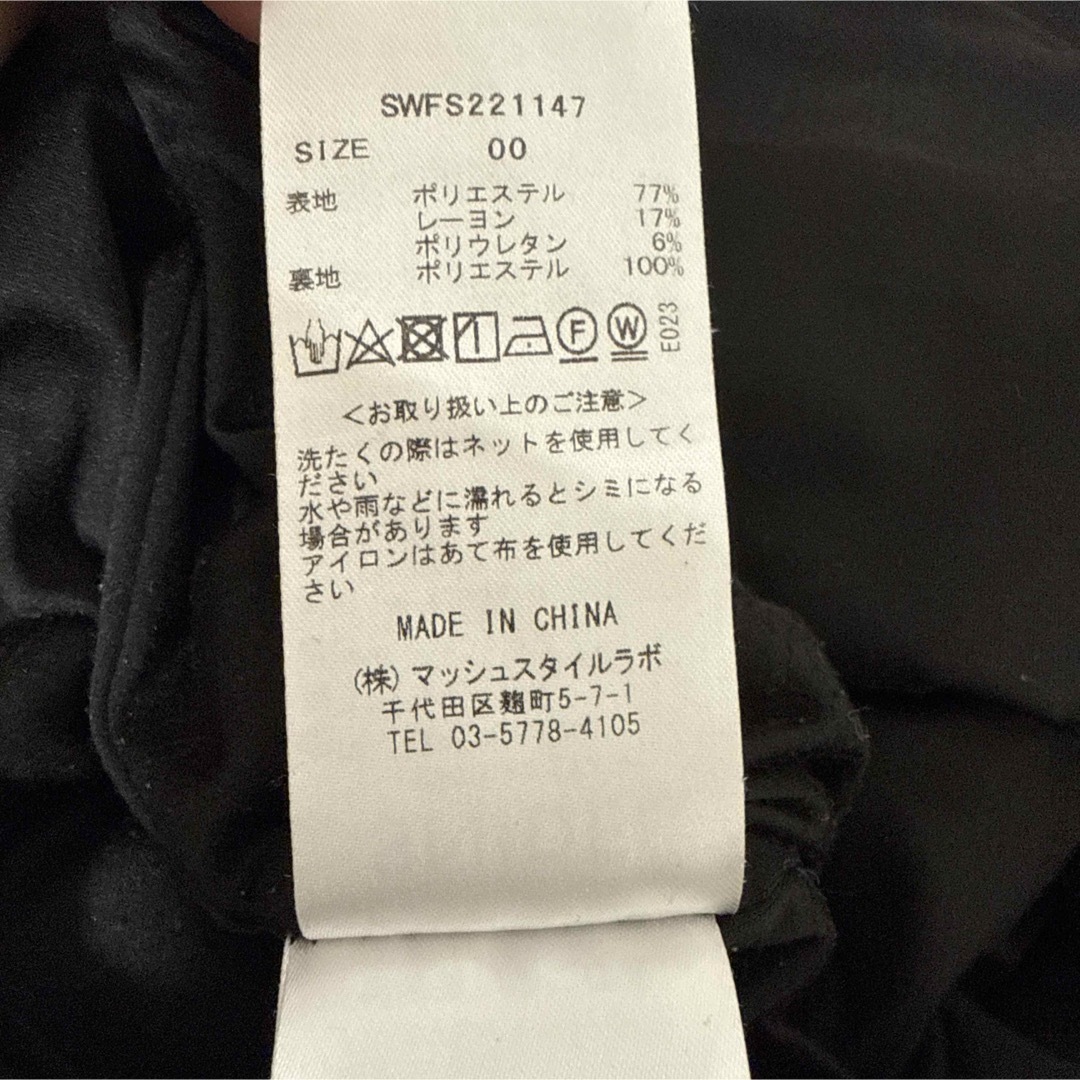 SWFS221147
SIZE 00
表地 ポリエステル 77%
レーヨン 17%
ポリウレタン 6%
裏地 ポリエステル 100%
F W E023
<お取り扱い上のご注意>
洗たくの際はネットを使用してく
ださい
水や雨などに濡れるとシミになる
場合があります
アイロンはあて布を使用してくだ
さい
MADE IN CHINA
(株)マッシュスタイルラボ
千代田区麹町5-7-1
TEL 03-5778-4105